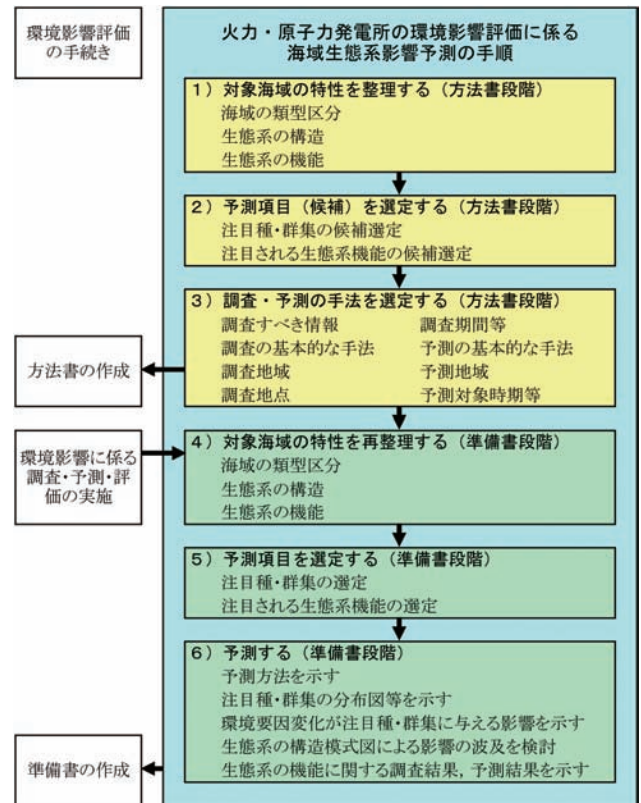 環境影響評価
の手続き
火力・原子力発電所の環境影響評価に係る
海域生態系影響予測の手順
1）対象海域の特性を整理する（方法書段階）
海域の類型区分
生態系の構造
生態系の機能
2）予測項目（候補）を選定する（方法書段階）
注目種・群集の候補選定
注目される生態系機能の候補選定
3）調査・予測の手法を選定する（方法書段階）
調査すべき情報 調査期間等
調査の基本的な手法 予測の基本的な手法
調査地域 予測地域
調査地点 予測対象時期等
方法書の作成
4）対象海域の特性を再整理する（準備書段階）
海域の類型区分
生態系の構造
生態系の機能
環境影響に係る
調査・予測・評
価の実施
5）予測項目を選定する（準備書段階）
注目種・群集の選定
注目される生態系機能の選定
6）予測する（準備書段階）
予測方法を示す
注目種・群集の分布図等を示す
環境要因変化が注目種・群集に与える影響を示す
生態系の構造模式図による影響の波及を検討
生態系の機能に関する調査結果，予測結果を示す
準備書の作成